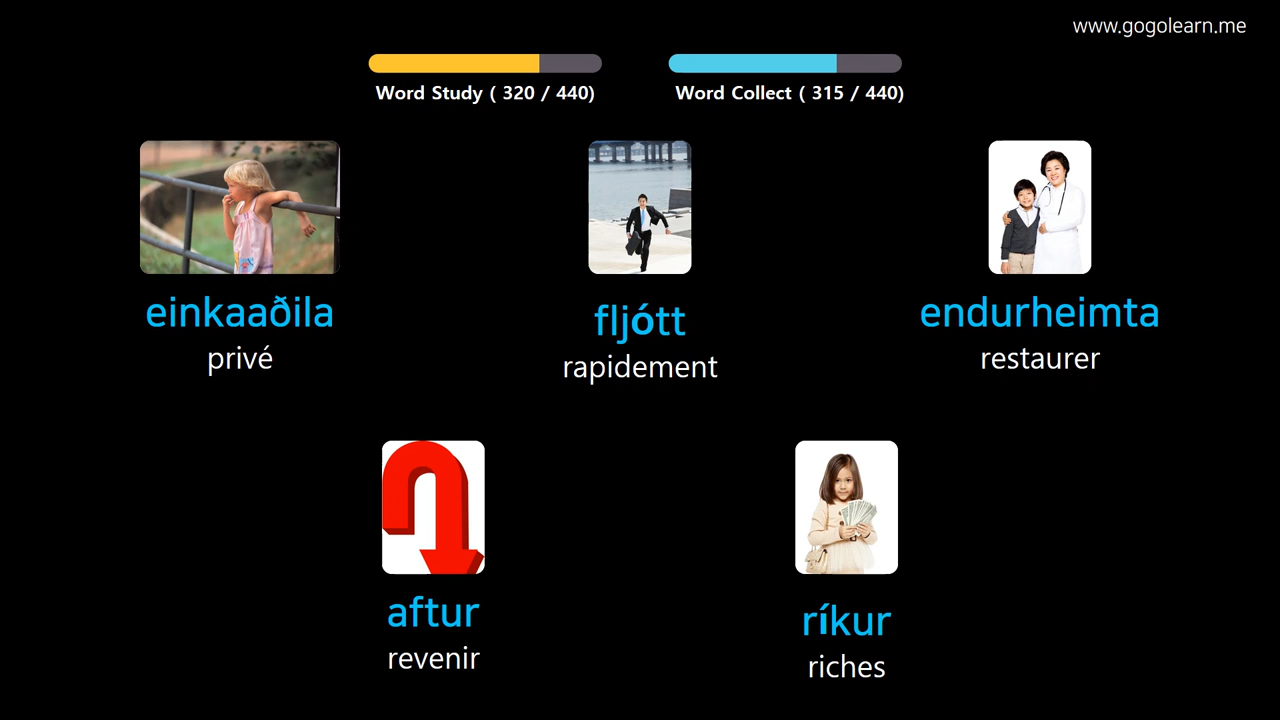 www.gogolearn.me
Word Study ( 320 / 440)
Word Collect ( 315 / 440)
einkaaðila
privé
fljótt
rapidement
endurheimta
restaurer
aftur
revenir
ríkur
riches